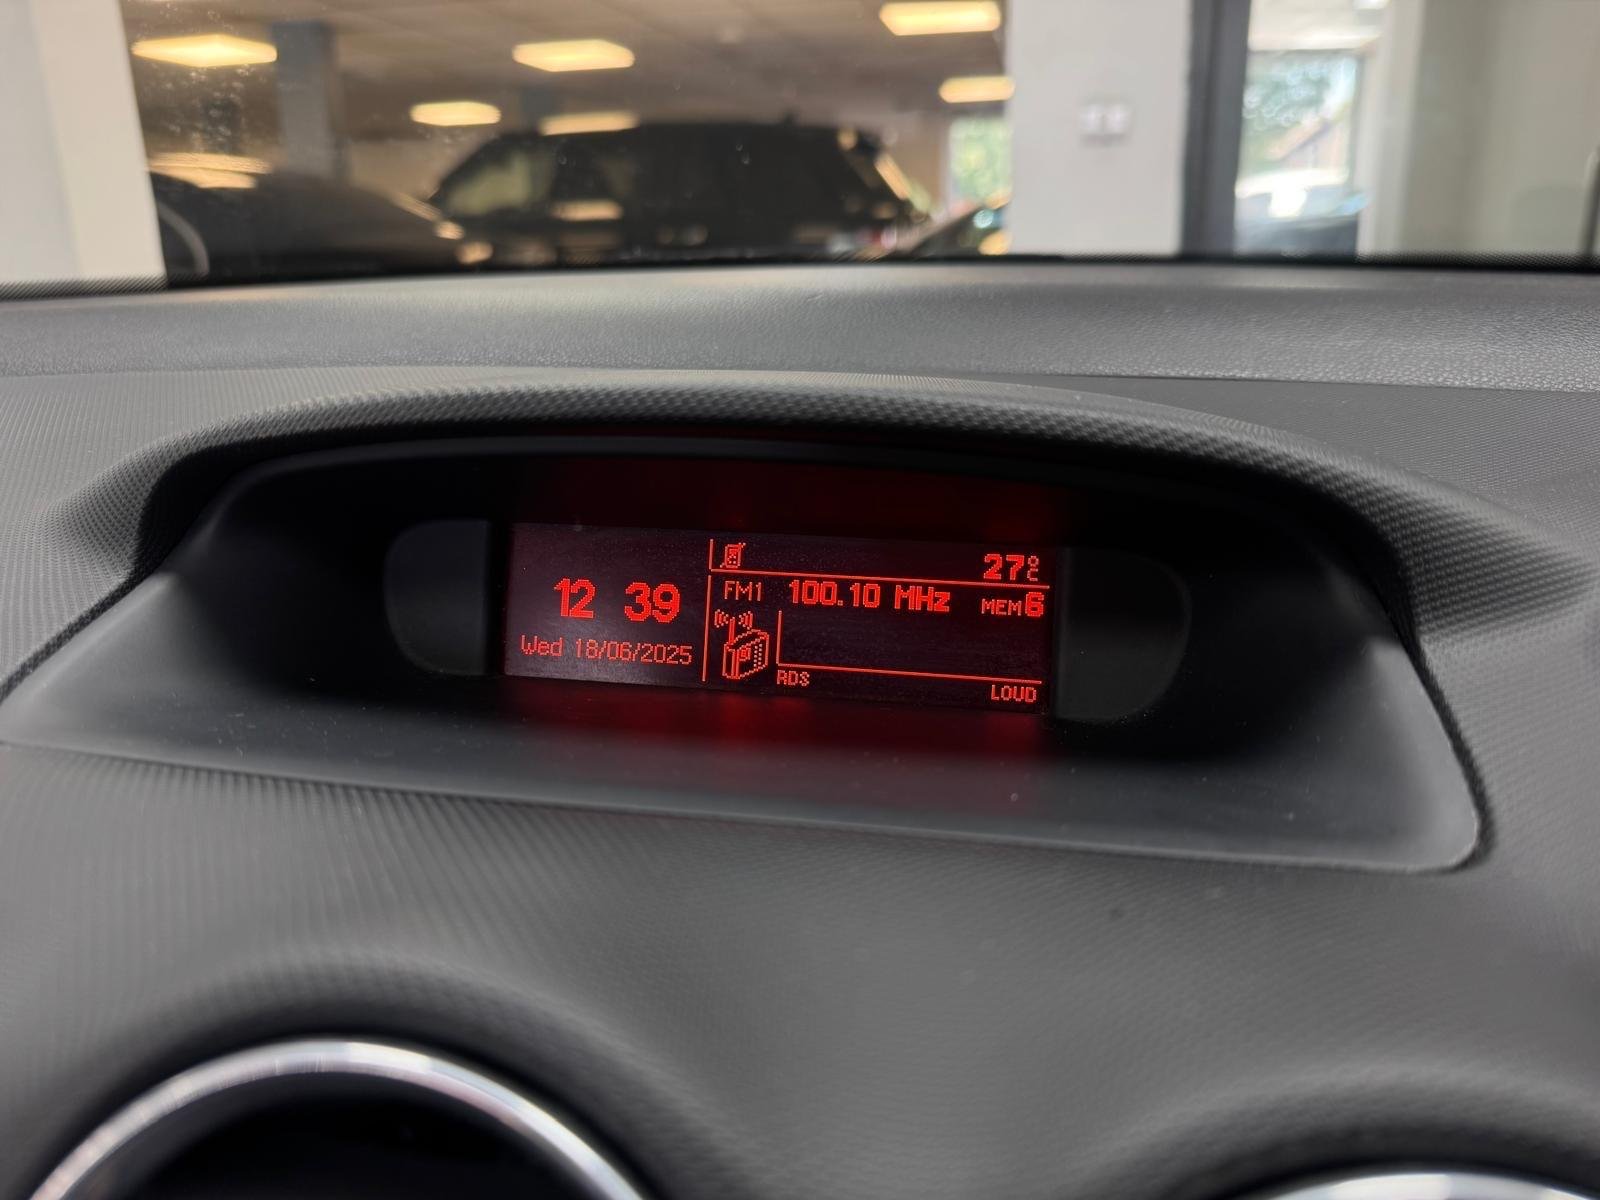 27°C
12 39
FM1 100.10 MHz MEM6
Wed 18/06/2025
RDS
LOUD